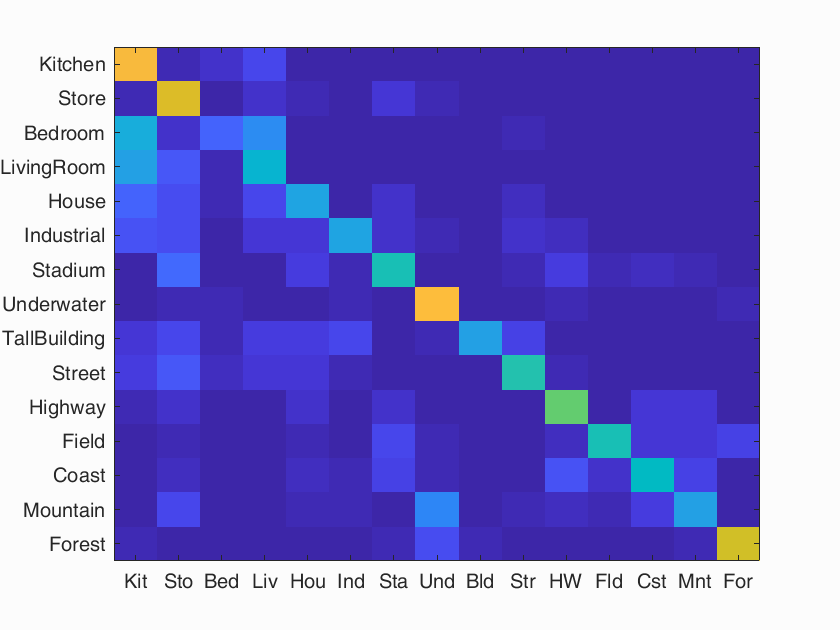 Kitchen
Store
Bedroom
LivingRoom
House
Industrial
Stadium
Underwater
TallBuilding
Street
Highway
Field
Coast
Mountain
Forest
Kit Sto Bed Liv Hou Ind Sta Und Bld Str HW Fld Cst Mnt For